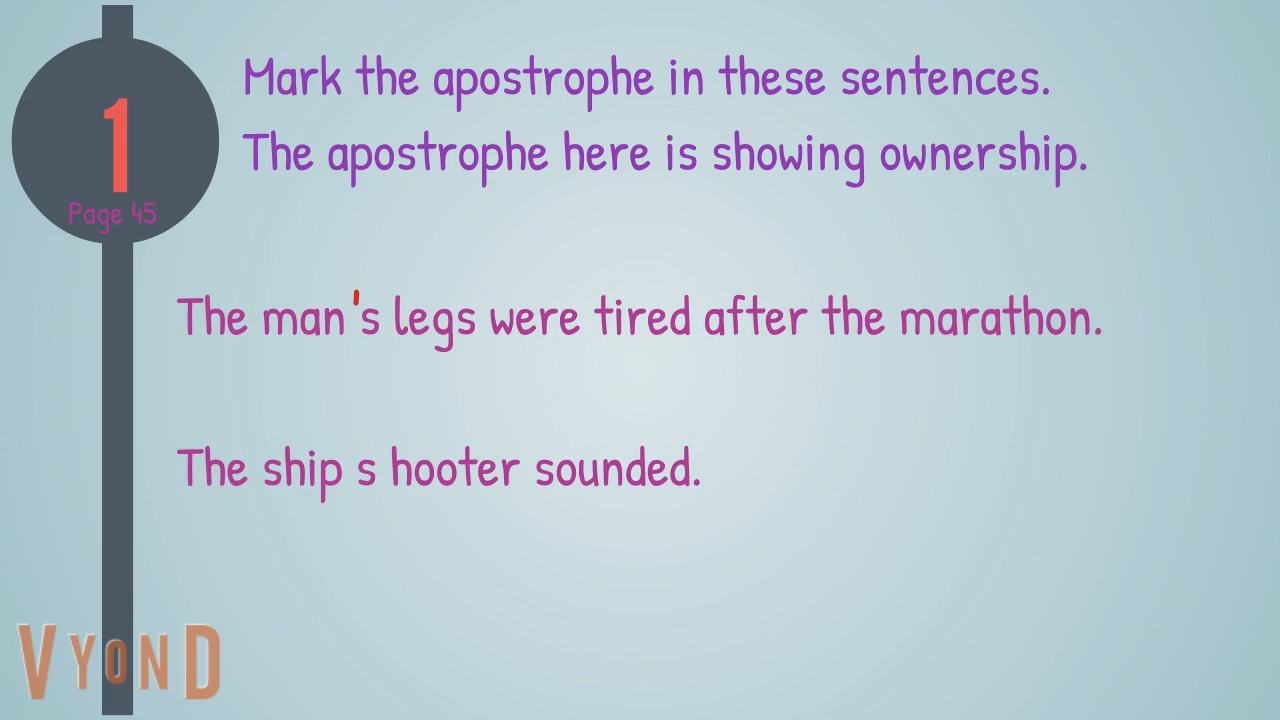 Mark the apostrophe in these sentences.
The apostrophe here is showing ownership.
1
Page 45
The man's legs were tired after the marathon.
The ship s hooter sounded.
VYOND